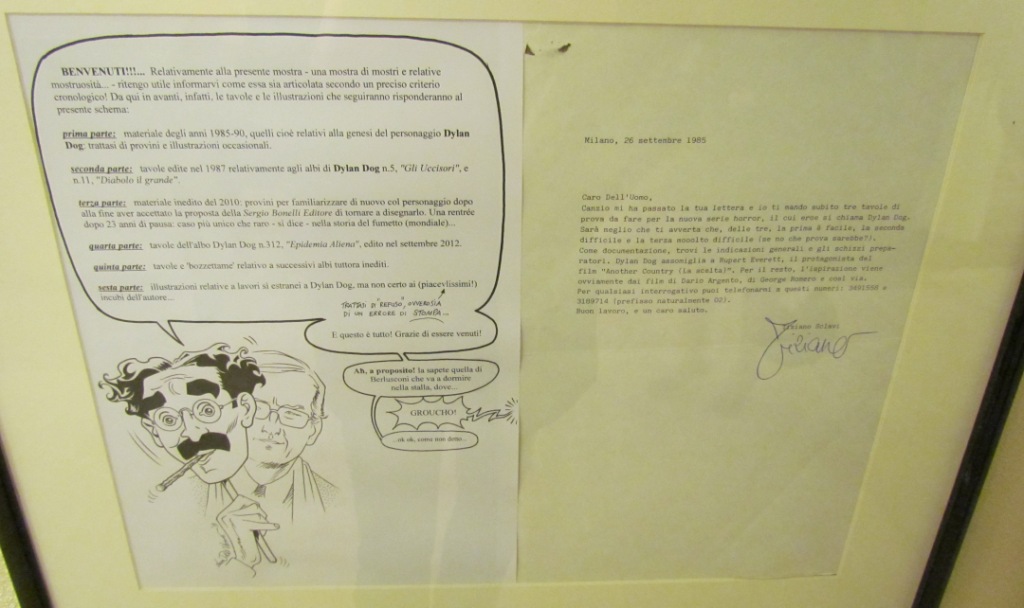 BENVENUTI!!!... Relativamente alla presente mostra - una mostra di mostri e relative
mostruosità... - ritengo utile informarvi come essa sia articolata secondo un preciso criterio
cronologico! Da qui in avanti, infatti, le tavole e le illustrazioni che seguiranno risponderanno al
presente schema:
prima parte: materiale degli anni 1985-90, quelli cioè relativi alla genesi del personaggio Dylan
Dog: trattasi di provini e illustrazioni occasionali.
seconda parte: tavole edite nel 1987 relativamente agli albi di Dylan Dog n.5, "Gli Uccisori", e
n.11, "Diabolo il grande".
terza parte: materiale inedito del 2010: provini per familiarizzare di nuovo col personaggio dopo
alla fine aver accettato la proposta della Sergio Bonelli Editore di tornare a disegnarlo. Una rentrée
dopo 23 anni di pausa: caso più unico che raro - si dice - nella storia del fumetto (mondiale)...
quarta parte: tavole dell'albo Dylan Dog n.312, "Epidemia Aliena", edito nel settembre 2012.
quinta parte: tavole e 'bozzettame' relativo a successivi albi tuttora inediti.
sesta parte: illustrazioni relative a lavori sì estranei a Dylan Dog, ma non certo ai (piacevlissimi!)
incubi dell'autore...
TRATTASI DI "REFUSO", OVVEROSIA
DI UN ERRORE DI STAMPA...
E questo è tutto! Grazie di essere venuti!
Ah, a proposito! la sapete quella di
Berlusconi che va a dormire
nella stalla, dove...
GROUCHO!
...ok ok, come non detto...
Milano, 26 settembre 1985
Caro Dell'Uomo,
Canzio mi ha passato la tua lettera e io ti mando subito tre tavole di
prova da fare per la nuova serie horror, il cui eroe si chiama Dylan Dog.
Sarà meglio che ti avverta che, delle tre, la prima è facile, la seconda
difficile e la terza moolto difficile (se no che prova sarebbe?).
Come documentazione, trovi le indicazioni generali e gli schizzi prepa-
ratori. Dylan Dog assomiglia a Rupert Everett, il protagonista del
film "Another Country (la scelta)". Per il resto, l'ispirazione viene
ovviamente dai film di Dario Argento, di George Romero e così via.
Per qualsiasi interrogativo puoi telefonarmi a questi numeri: e
(prefisso naturalmente 02).
Buon lavoro, e un caro saluto.
Tiziano Sclavi
Tiziano